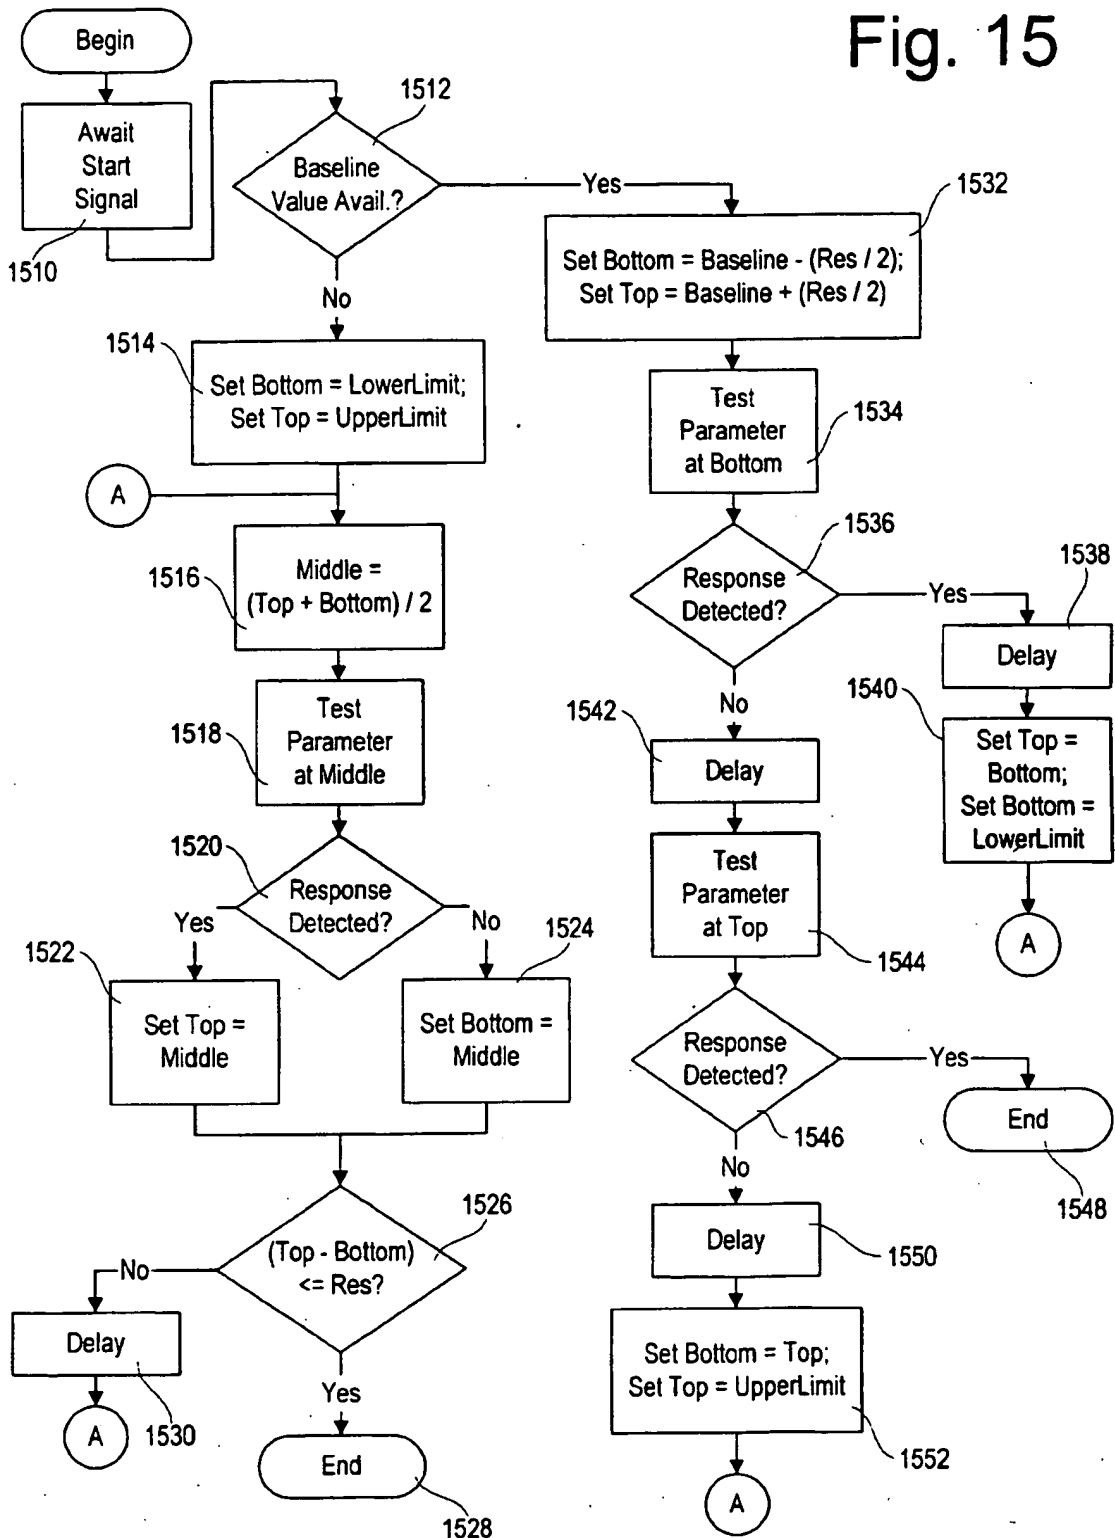 Fig. 15
Begin
Await
Start
Signal
1510
1512
Baseline
Value Avail.?
Yes
No
1532
Set Bottom = Baseline - (Res / 2);
Set Top = Baseline + (Res / 2)
1514
Set Bottom = LowerLimit;
Set Top = UpperLimit
A
1516
Middle =
(Top + Bottom) / 2
1518
Test
Parameter
at Middle
1520
Response
Detected?
Yes
No
1522
Set Top =
Middle
1524
Set Bottom =
Middle
1526
(Top - Bottom)
<= Res?
No
Delay
1530
A
Yes
End
1528
Test
Parameter
at Bottom
1534
1536
Response
Detected?
Yes
1538
Delay
1540
Set Top =
Bottom;
Set Bottom =
LowerLimit
A
No
1542
Delay
Test
Parameter
at Top
1544
Response
Detected?
1546
Yes
End
1548
No
Delay
1550
Set Bottom = Top;
Set Top = UpperLimit
1552
A